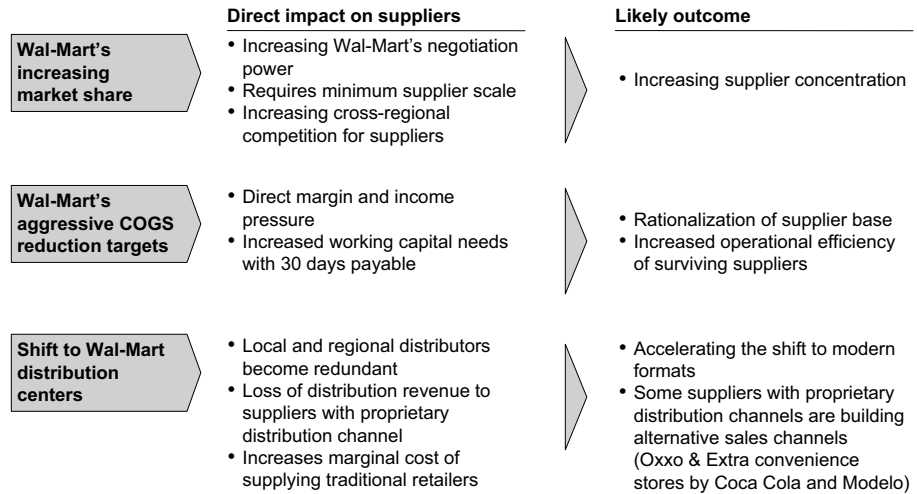 Direct impact on suppliers
Likely outcome
Wal-Mart's
increasing
market share
• Increasing Wal-Mart's negotiation
power
• Requires minimum supplier scale
• Increasing cross-regional
competition for suppliers
• Increasing supplier concentration
Wal-Mart's
aggressive COGS
reduction targets
• Direct margin and income
pressure
• Increased working capital needs
with 30 days payable
• Rationalization of supplier base
• Increased operational efficiency
of surviving suppliers
Shift to Wal-Mart
distribution
centers
• Local and regional distributors
become redundant
• Loss of distribution revenue to
suppliers with proprietary
distribution channel
• Increases marginal cost of
supplying traditional retailers
• Accelerating the shift to modern
formats
• Some suppliers with proprietary
distribution channels are building
alternative sales channels
(Oxxo & Extra convenience
stores by Coca Cola and Modelo)